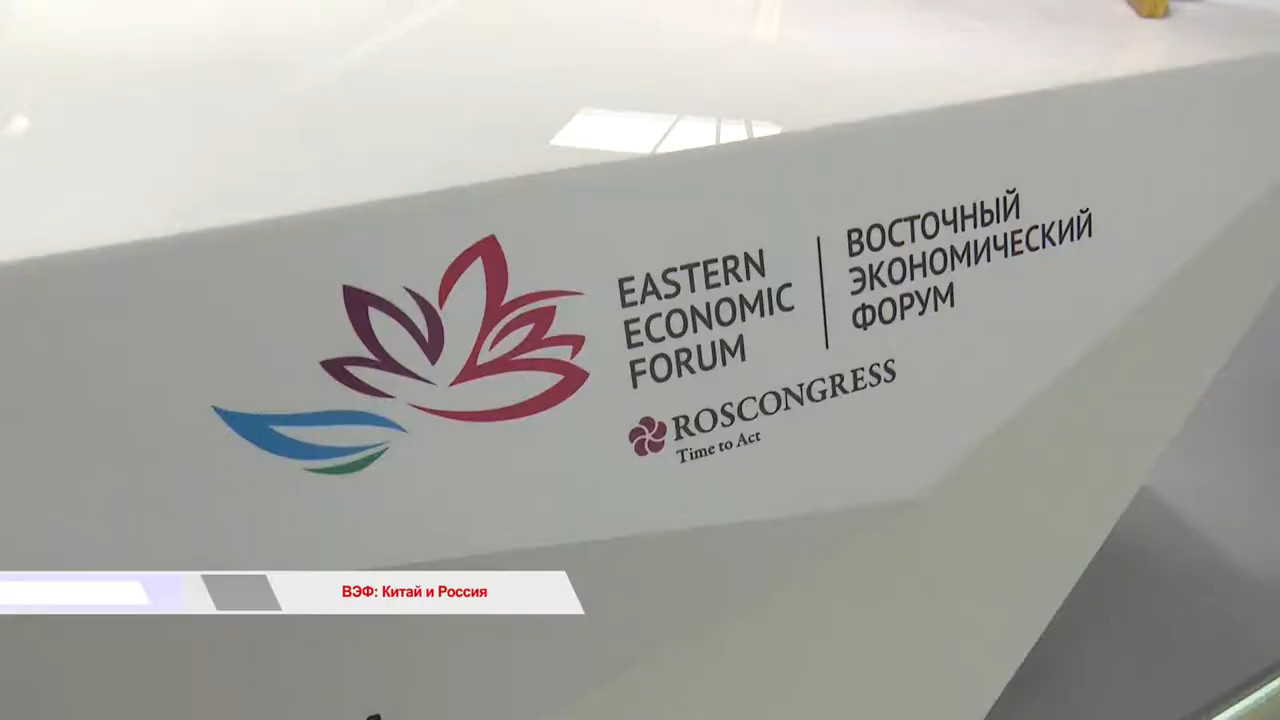 EASTERN
ECONOMIC
FORUM
ВОСТОЧНЫЙ
ЭКОНОМИЧЕСКИЙ
ФОРУМ
ROSCONGRESS
Time to Act
ВЭФ: Китай и Россия